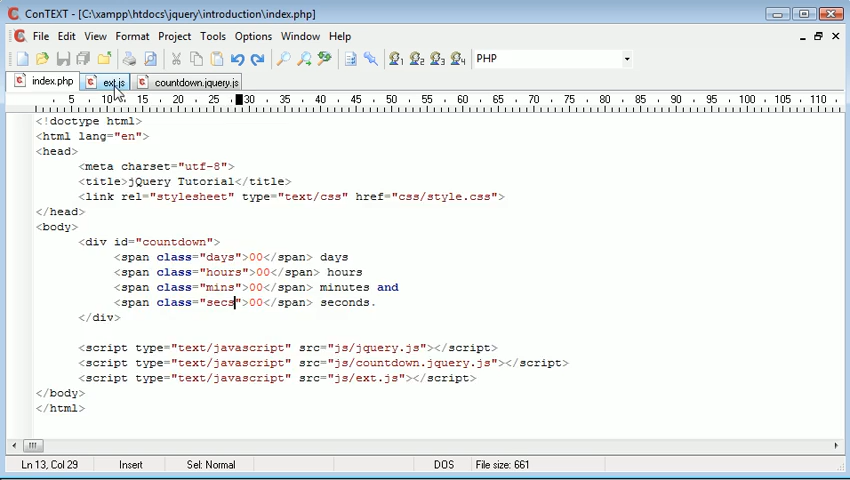 ConTEXT - [C:\xampp\htdocs\jquery\introduction\index.php]
File Edit View Format Project Tools Options Window Help
1 2 3 4 PHP
index.php ext.js countdown.jquery.js
5 10 15 20 25 30 35 40 45 50 55 60 65 70 75 80 85 90 95 100 105 110
<!doctype html>
<html lang="en">
<head>
<meta charset="utf-8">
<title>jQuery Tutorial</title>
<link rel="stylesheet" type="text/css" href="css/style.css">
</head>
<body>
<div id="countdown">
<span class="days">00</span> days
<span class="hours">00</span> hours
<span class="mins">00</span> minutes and
<span class="secs">00</span> seconds.
</div>
<script type="text/javascript" src="js/jquery.js"></script>
<script type="text/javascript" src="js/countdown.jquery.js"></script>
<script type="text/javascript" src="js/ext.js"></script>
</body>
</html>
Ln 13, Col 29 Insert Sel: Normal DOS File size: 661